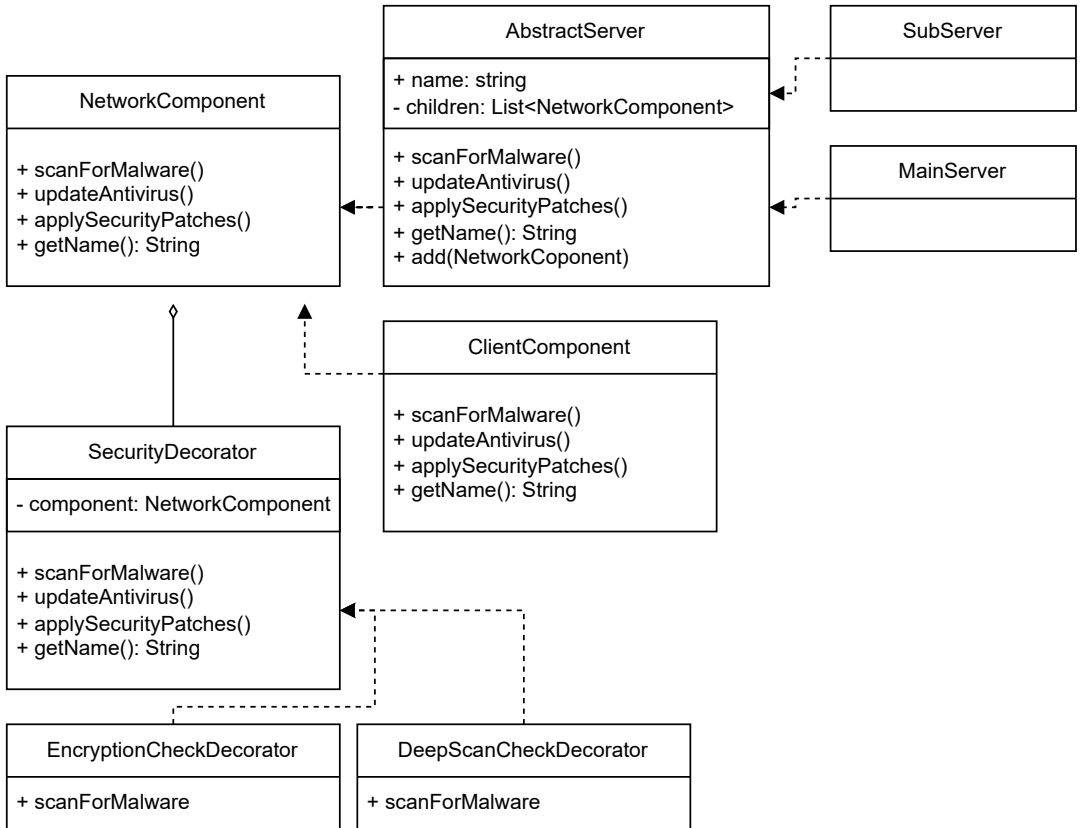 AbstractServer
+ name: string
- children: List<NetworkComponent>
+ scanForMalware()
+ updateAntivirus()
+ applySecurityPatches()
+ getName(): String
+ add(NetworkCoponent)
SubServer
MainServer
NetworkComponent
+ scanForMalware()
+ updateAntivirus()
+ applySecurityPatches()
+ getName(): String
ClientComponent
+ scanForMalware()
+ updateAntivirus()
+ applySecurityPatches()
+ getName(): String
SecurityDecorator
- component: NetworkComponent
+ scanForMalware()
+ updateAntivirus()
+ applySecurityPatches()
+ getName(): String
EncryptionCheckDecorator
+ scanForMalware
DeepScanCheckDecorator
+ scanForMalware